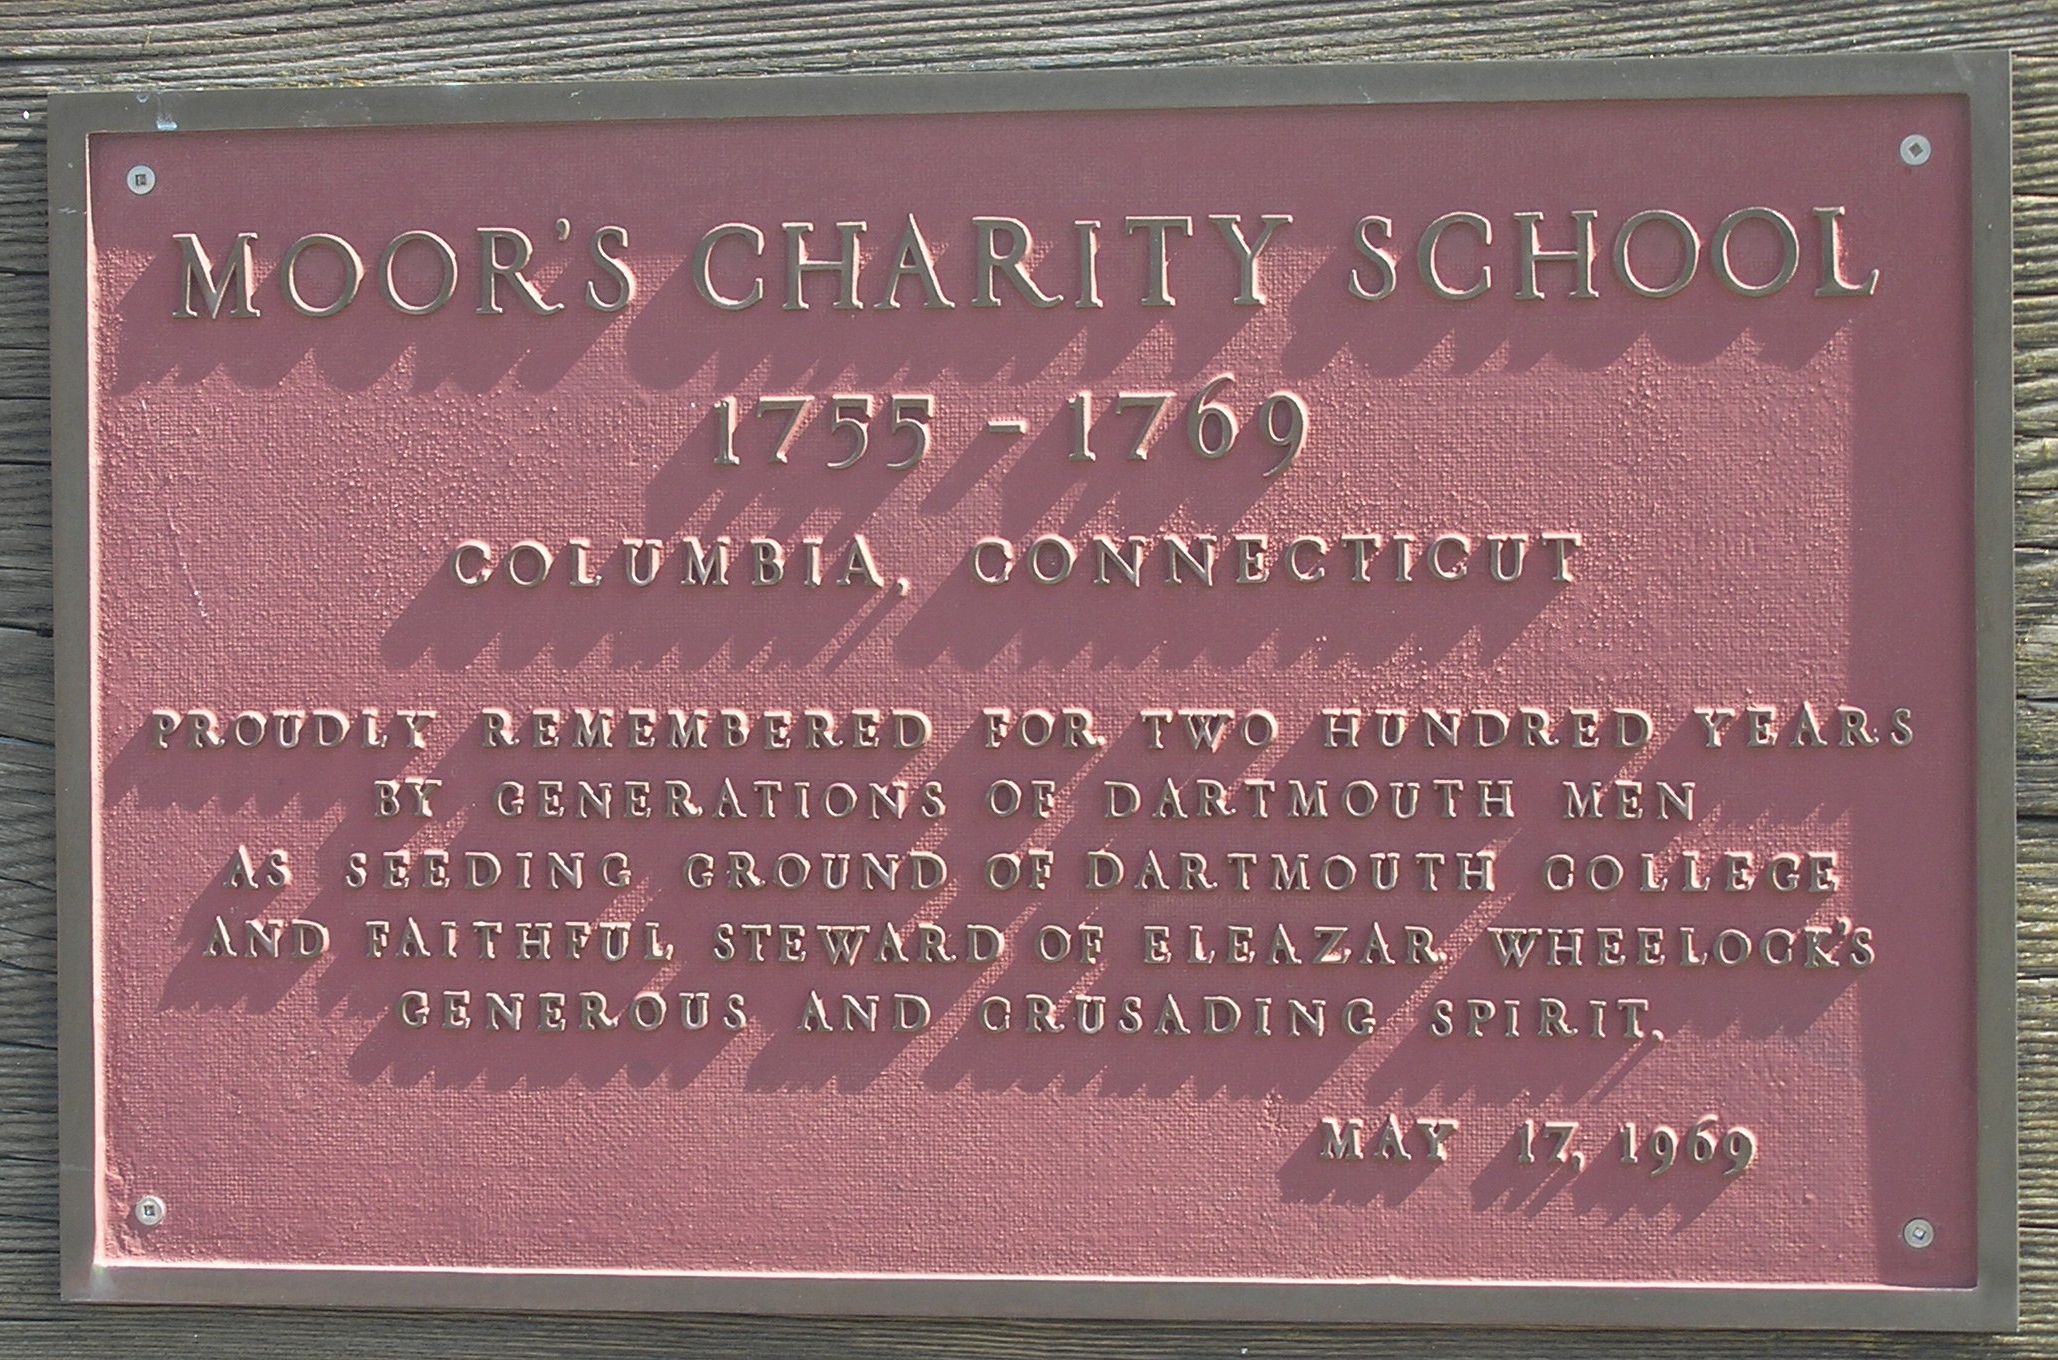 MOOR'S CHARITY SCHOOL
1755 - 1769
COLUMBIA, CONNECTICUT
PROUDLY REMEMBERED FOR TWO HUNDRED YEARS
BY GENERATIONS OF DARTMOUTH MEN
AS SEEDING GROUND OF DARTMOUTH COLLEGE
AND FAITHFUL STEWARD OF ELEAZAR WHEELOCK'S
GENEROUS AND CRUSADING SPIRIT.
MAY 17, 1969